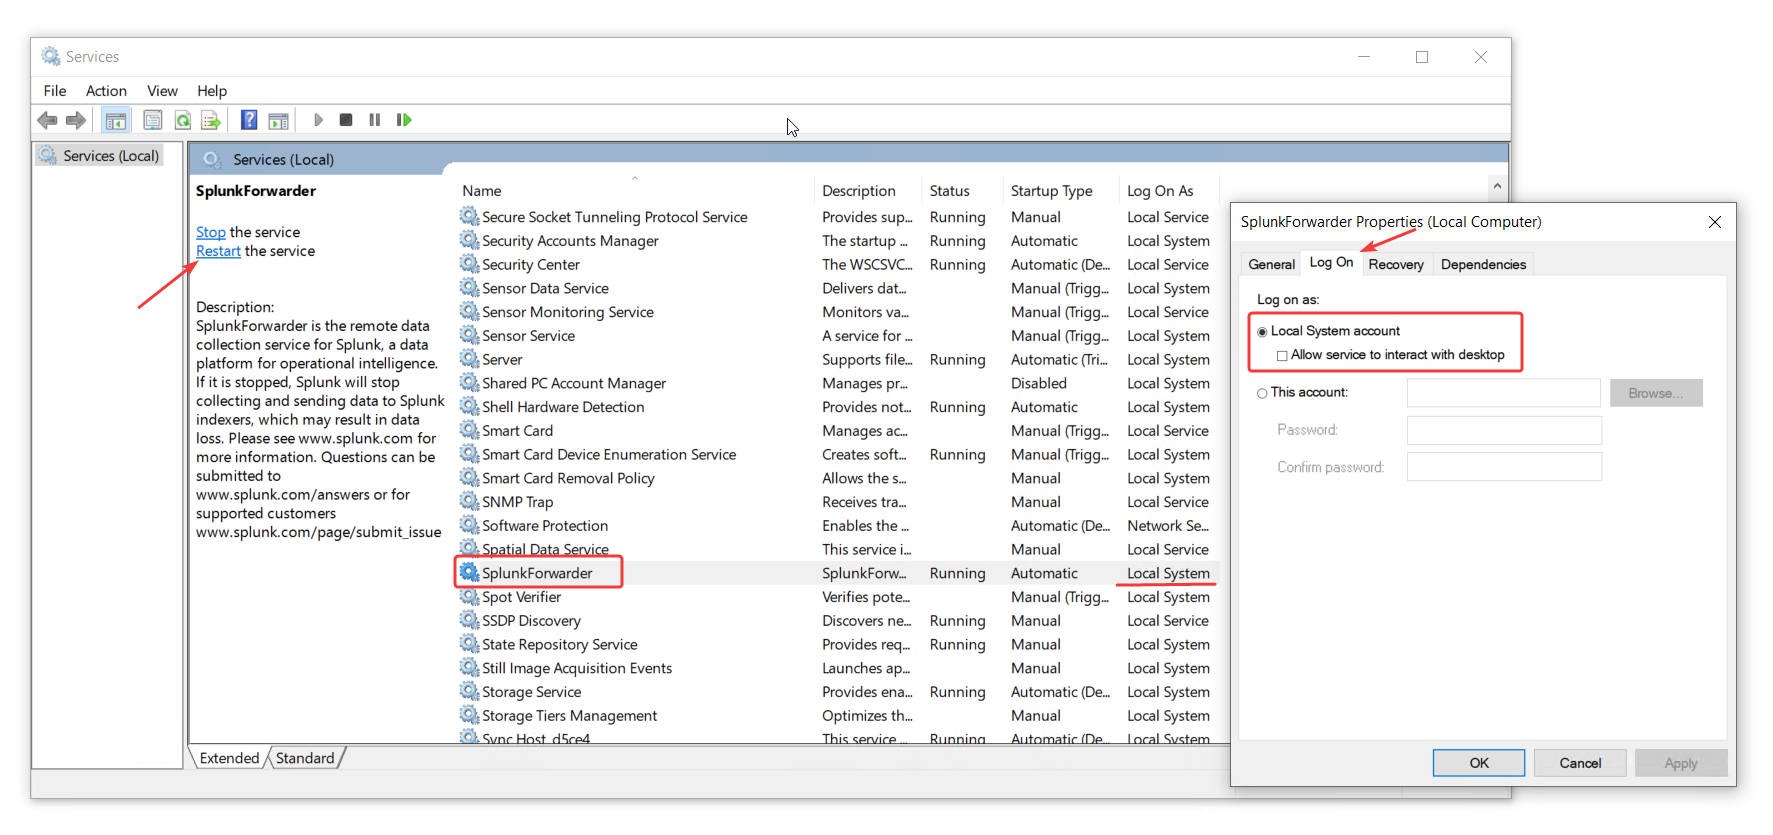 Services
File Action View Help
Services (Local)
Services (Local)
SplunkForwarder
Stop the service
Restart the service
Description:
SplunkForwarder is the remote data
collection service for Splunk, a data
platform for operational intelligence.
If it is stopped, Splunk will stop
collecting and sending data to Splunk
indexers, which may result in data
loss. Please see www.splunk.com for
more information. Questions can be
submitted to
www.splunk.com/answers or for
supported customers
www.splunk.com/page/submit_issue
Name Description Status Startup Type Log On As
Secure Socket Tunneling Protocol Service Provides sup... Running Manual Local Service
Security Accounts Manager The startup ... Running Automatic Local System
Security Center The WSCSVC... Running Automatic (De... Local Service
Sensor Data Service Delivers dat... Manual (Trigg... Local System
Sensor Monitoring Service Monitors va... Manual (Trigg... Local Service
Sensor Service A service for ... Manual (Trigg... Local System
Server Supports file... Running Automatic (Tri... Local System
Shared PC Account Manager Manages pr... Disabled Local System
Shell Hardware Detection Provides not... Running Automatic Local System
Smart Card Manages ac... Manual (Trigg... Local Service
Smart Card Device Enumeration Service Creates soft... Running Manual (Trigg... Local System
Smart Card Removal Policy Allows the s... Manual Local System
SNMP Trap Receives tra... Manual Local Service
Software Protection Enables the ... Automatic (De... Network Se...
Spatial Data Service This service i... Manual Local Service
SplunkForwarder SplunkForw... Running Automatic Local System
Spot Verifier Verifies pote... Manual (Trigg... Local System
SSDP Discovery Discovers ne... Running Manual Local Service
State Repository Service Provides req... Running Manual Local System
Still Image Acquisition Events Launches ap... Manual Local System
Storage Service Provides ena... Running Automatic (De... Local System
Storage Tiers Management Optimizes th... Manual Local System
Sync Host_d5ce4 This service ... Running Automatic (De... Local System
Extended Standard
SplunkForwarder Properties (Local Computer)
General Log On Recovery Dependencies
Log on as:
Local System account
Allow service to interact with desktop
This account:
Browse...
Password:
Confirm password:
OK Cancel Apply